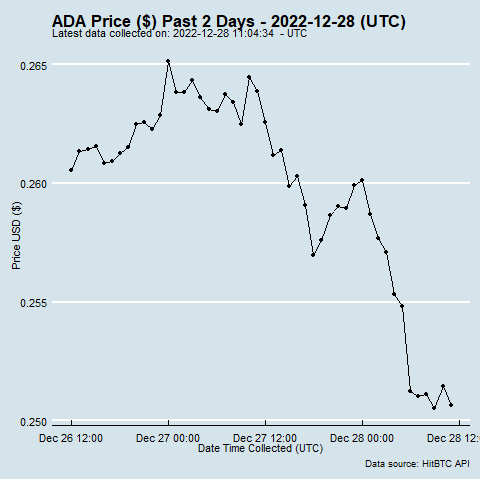 ADA Price ($) Past 2 Days - 2022-12-28 (UTC)
Latest data collected on: 2022-12-28 11:04:34 - UTC
0.265
0.260
0.255
0.250
Price USD ($)
Dec 26 12:00 Dec 27 00:00 Dec 27 12:00 Dec 28 00:00 Dec 28 12:
Date Time Collected (UTC)
Data source: HitBTC API